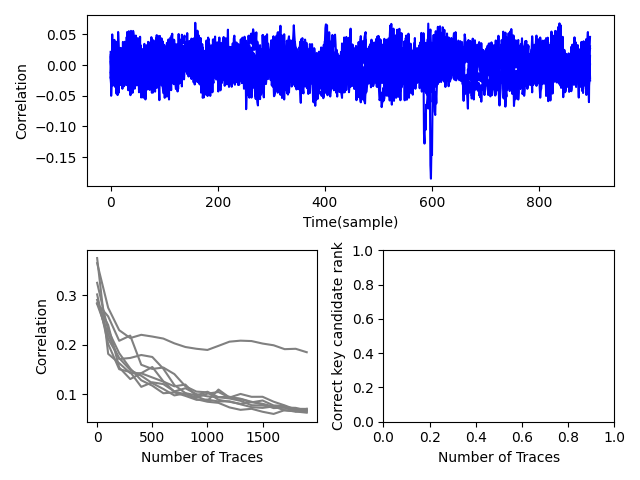 0.05
0.00
−0.05
−0.10
−0.15
Correlation
0 200 400 600 800
Time(sample)
0.3
0.2
0.1
Correlation
0 500 1000 1500
Number of Traces
1.0
0.8
0.6
0.4
0.2
0.0
Correct key candidate rank
0.0 0.2 0.4 0.6 0.8 1.0
Number of Traces